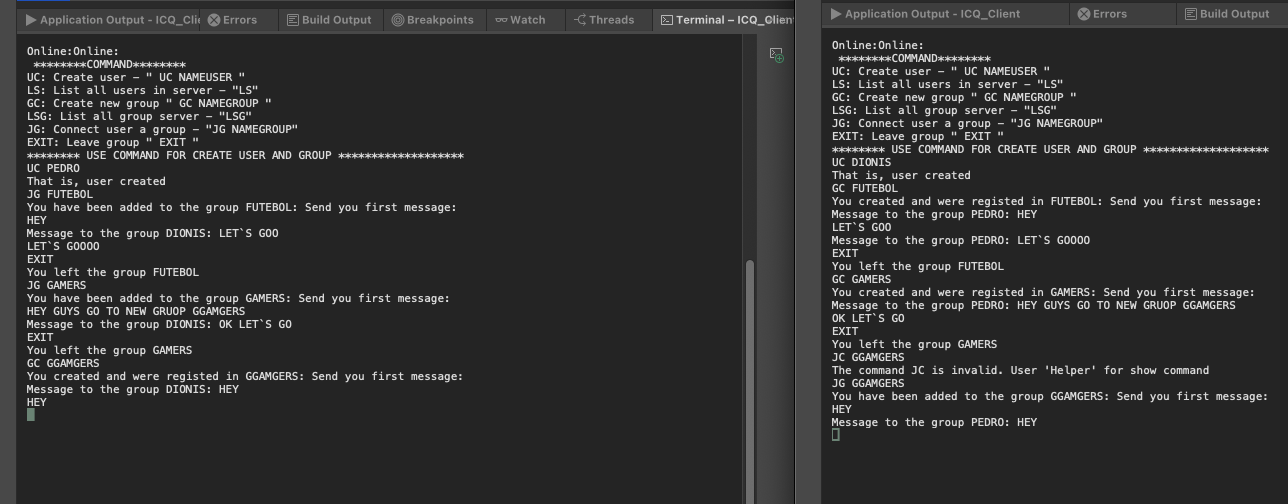 Application Output - ICQ_Clie
Errors
Build Output
Breakpoints
Watch
Threads
Terminal – ICQ_Client
Online:Online:
********COMMAND********
UC: Create user – " UC NAMEUSER "
LS: List all users in server – "LS"
GC: Create new group " GC NAMEGROUP "
LSG: List all group server – "LSG"
JG: Connect user a group – "JG NAMEGROUP"
EXIT: Leave group " EXIT "
******** USE COMMAND FOR CREATE USER AND GROUP *******************
UC PEDRO
That is, user created
JG FUTEBOL
You have been added to the group FUTEBOL: Send you first message:
HEY
Message to the group DIONIS: LET`S GOO
LET`S GOOOO
EXIT
You left the group FUTEBOL
JG GAMERS
You have been added to the group GAMERS: Send you first message:
HEY GUYS GO TO NEW GRUOP GGAMGERS
Message to the group DIONIS: OK LET`S GO
EXIT
You left the group GAMERS
GC GGAMGERS
You created and were registed in GGAMGERS: Send you first message:
Message to the group DIONIS: HEY
HEY
Application Output - ICQ_Client
Errors
Build Output
Online:Online:
********COMMAND********
UC: Create user – " UC NAMEUSER "
LS: List all users in server – "LS"
GC: Create new group " GC NAMEGROUP "
LSG: List all group server – "LSG"
JG: Connect user a group – "JG NAMEGROUP"
EXIT: Leave group " EXIT "
******** USE COMMAND FOR CREATE USER AND GROUP *******************
UC DIONIS
That is, user created
GC FUTEBOL
You created and were registed in FUTEBOL: Send you first message:
Message to the group PEDRO: HEY
LET`S GOO
Message to the group PEDRO: LET`S GOOOO
EXIT
You left the group FUTEBOL
GC GAMERS
You created and were registed in GAMERS: Send you first message:
Message to the group PEDRO: HEY GUYS GO TO NEW GRUOP GGAMGERS
OK LET`S GO
EXIT
You left the group GAMERS
JC GGAMGERS
The command JC is invalid. User 'Helper' for show command
JG GGAMGERS
You have been added to the group GGAMGERS: Send you first message:
HEY
Message to the group PEDRO: HEY